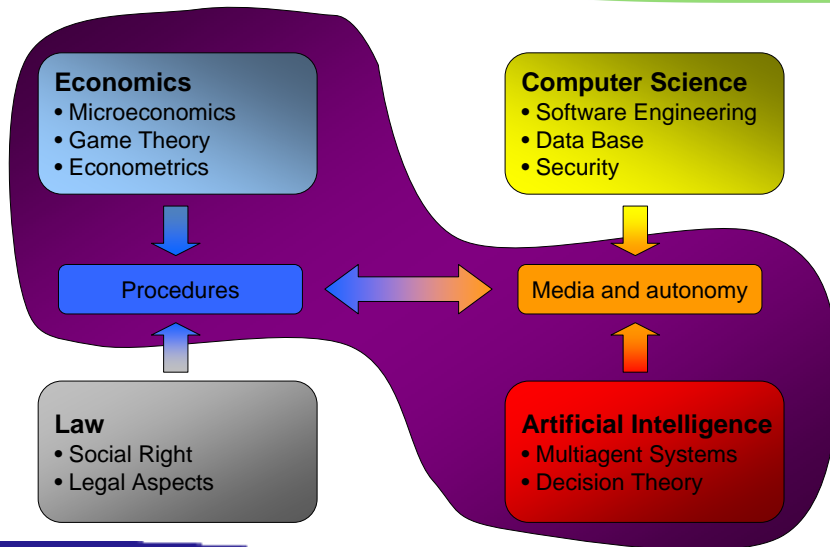 Economics
• Microeconomics
• Game Theory
• Econometrics
Computer Science
• Software Engineering
• Data Base
• Security
Procedures
Media and autonomy
Law
• Social Right
• Legal Aspects
Artificial Intelligence
• Multiagent Systems
• Decision Theory